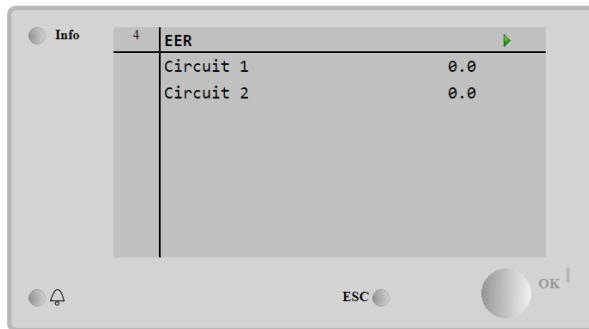 Info
4 EER
Circuit 1 0.0
Circuit 2 0.0
ESC
OK